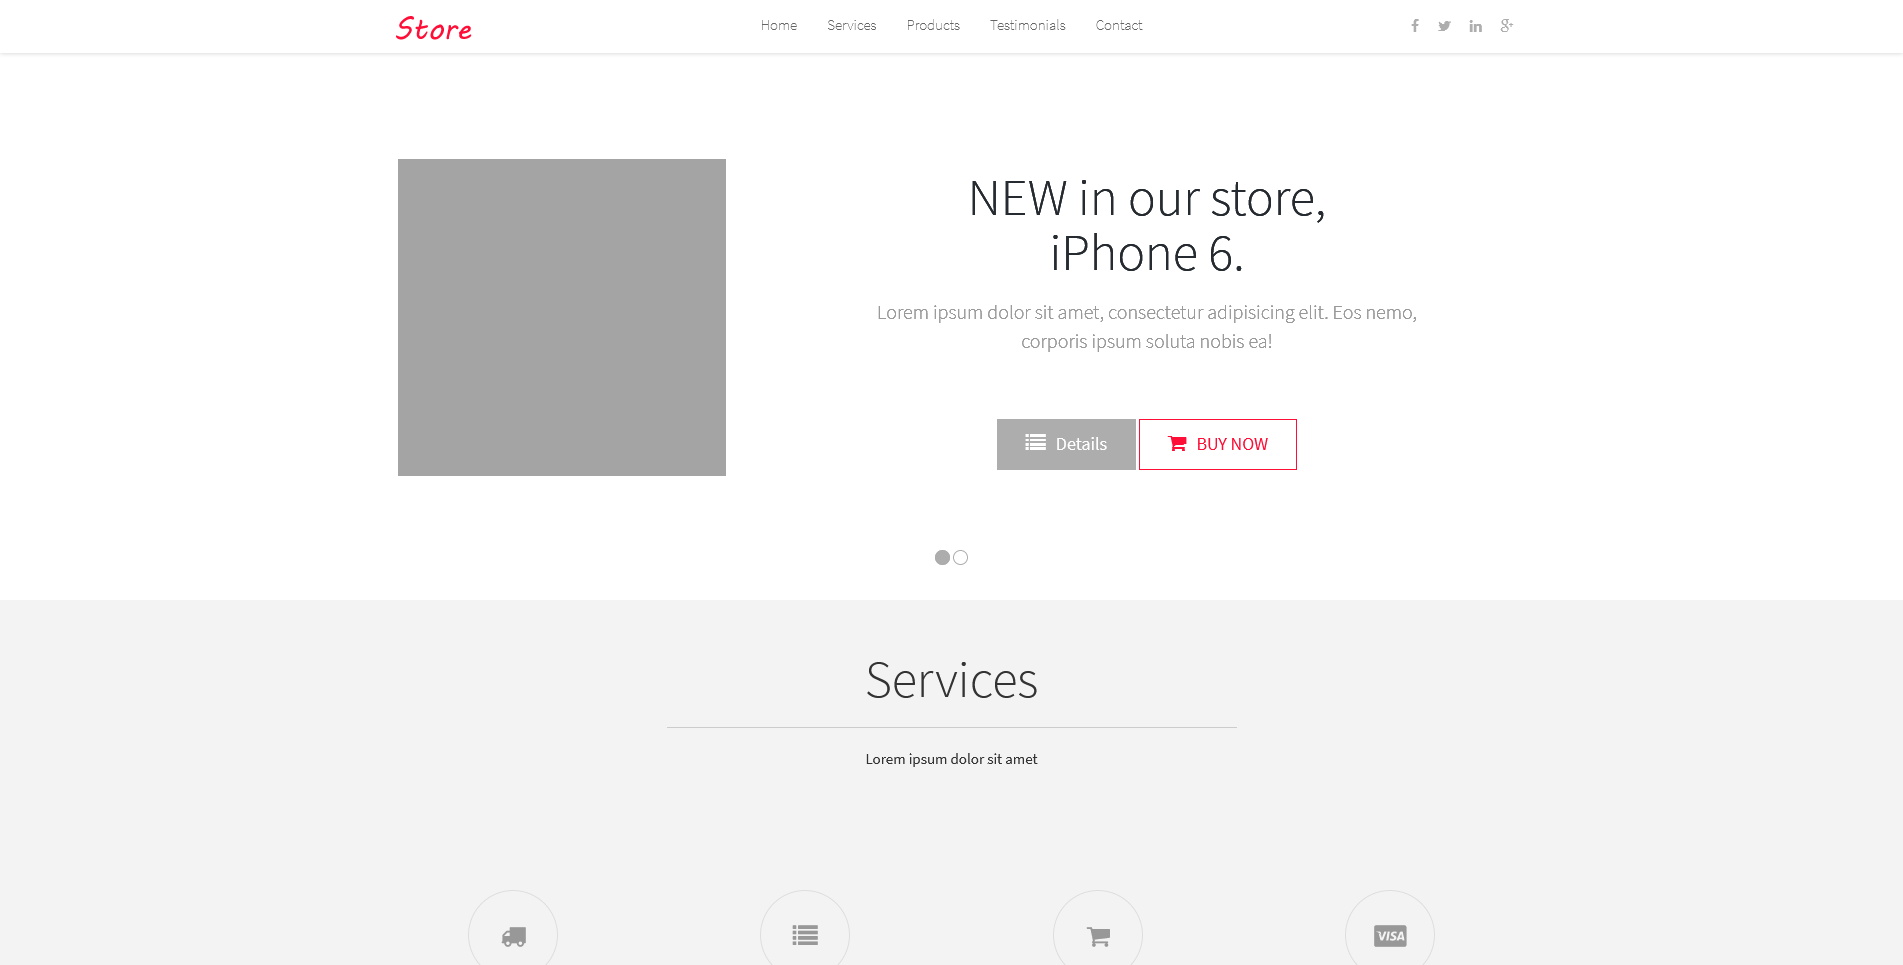 Store
Home Services Products Testimonials Contact
NEW in our store,
iPhone 6.
Lorem ipsum dolor sit amet, consectetur adipisicing elit. Eos nemo,
corporis ipsum soluta nobis ea!
Details BUY NOW
Services
Lorem ipsum dolor sit amet
VISA